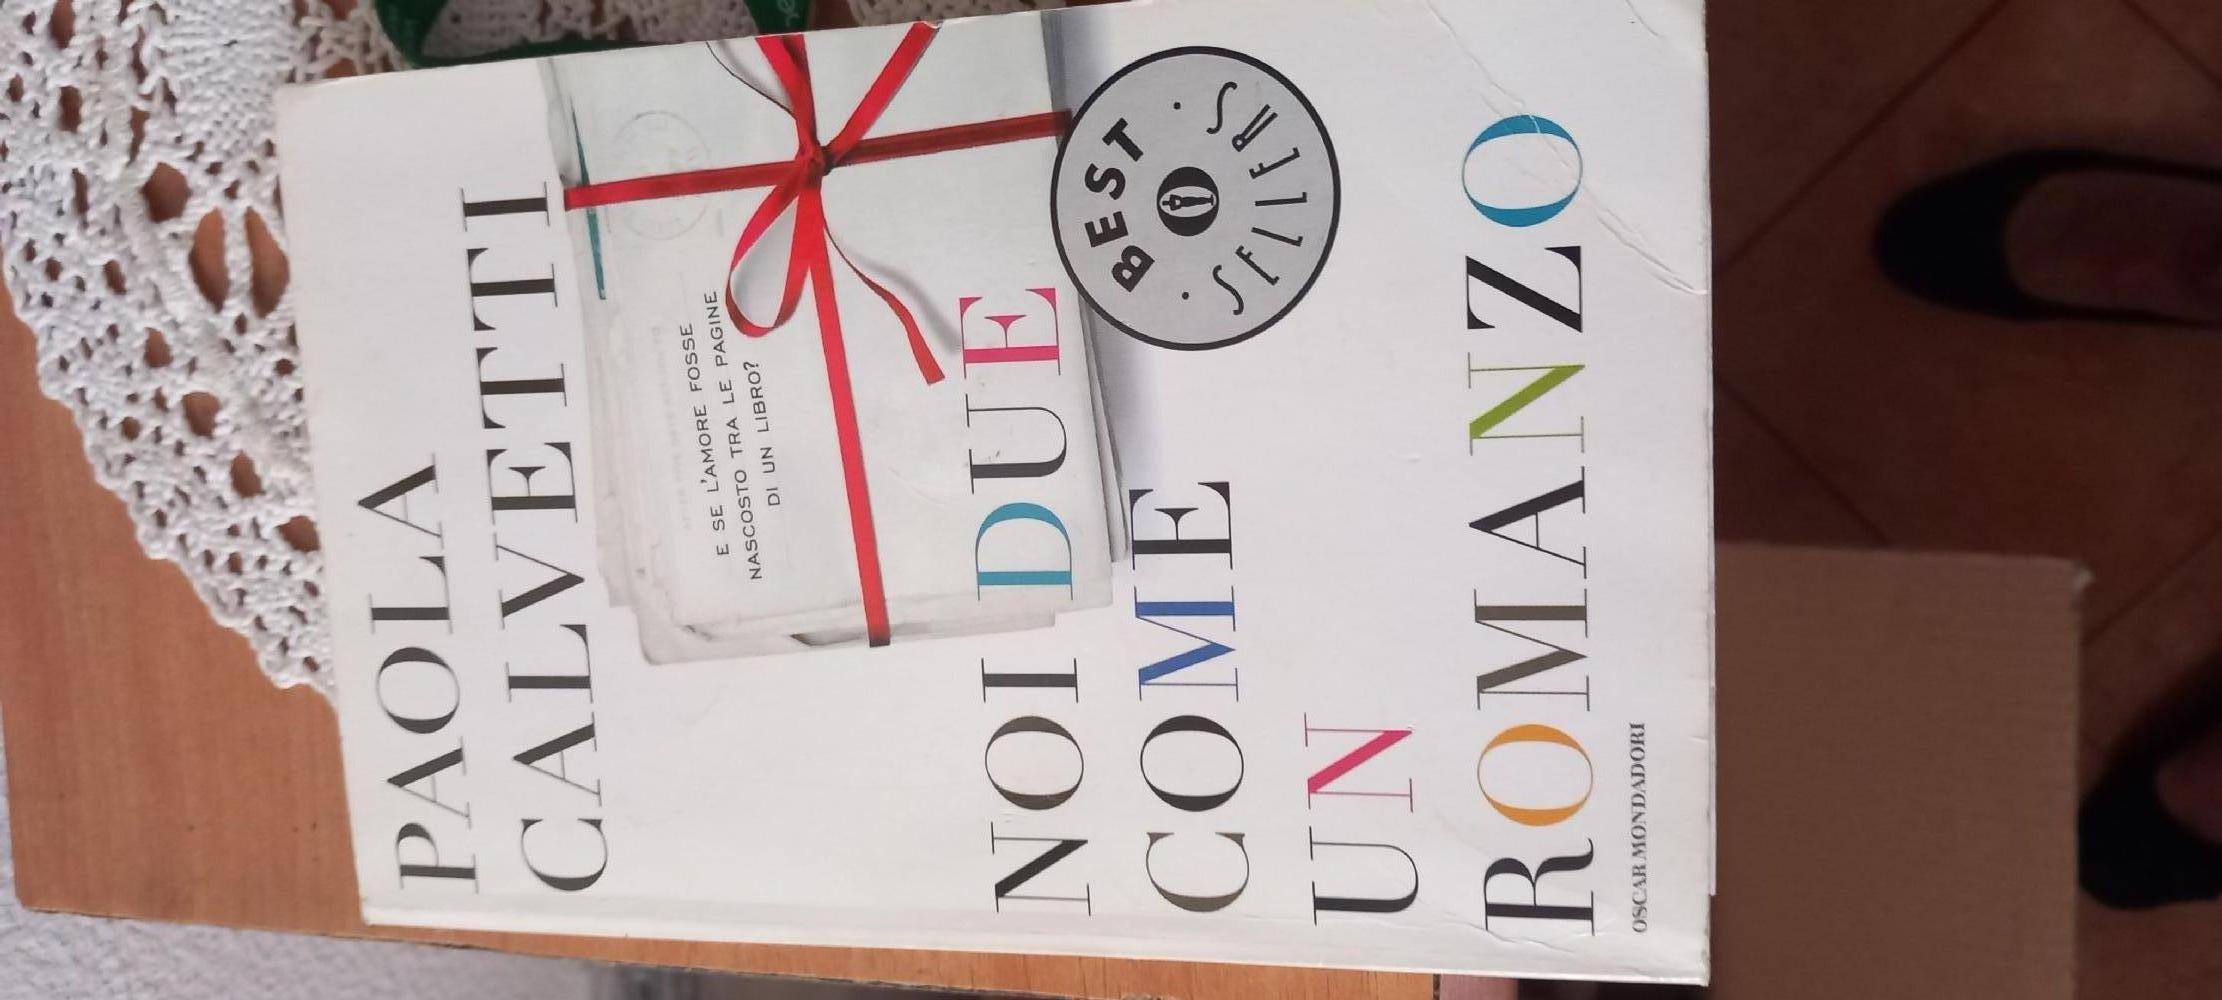 PAOLA
CALVETTI
E SE L'AMORE FOSSE
NASCOSTO TRA LE PAGINE
DI UN LIBRO?
NOI DUE
COME
UN
ROMANZO
BEST
SELLERS
OSCAR MONDADORI